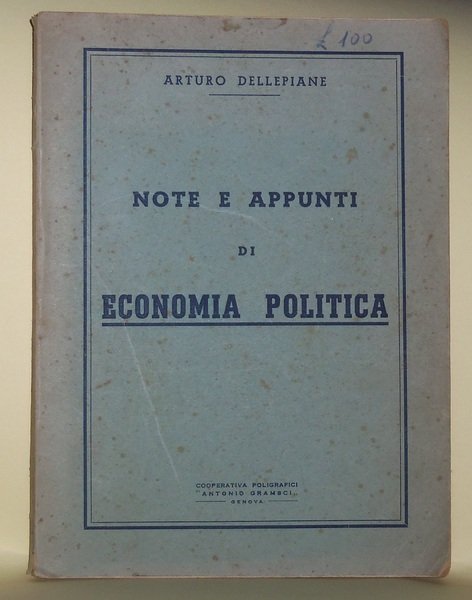 £ 100
ARTURO DELLEPIANE
NOTE E APPUNTI
DI
ECONOMIA POLITICA
COOPERATIVA POLIGRAFICI
"ANTONIO GRAMSCI„
GENOVA